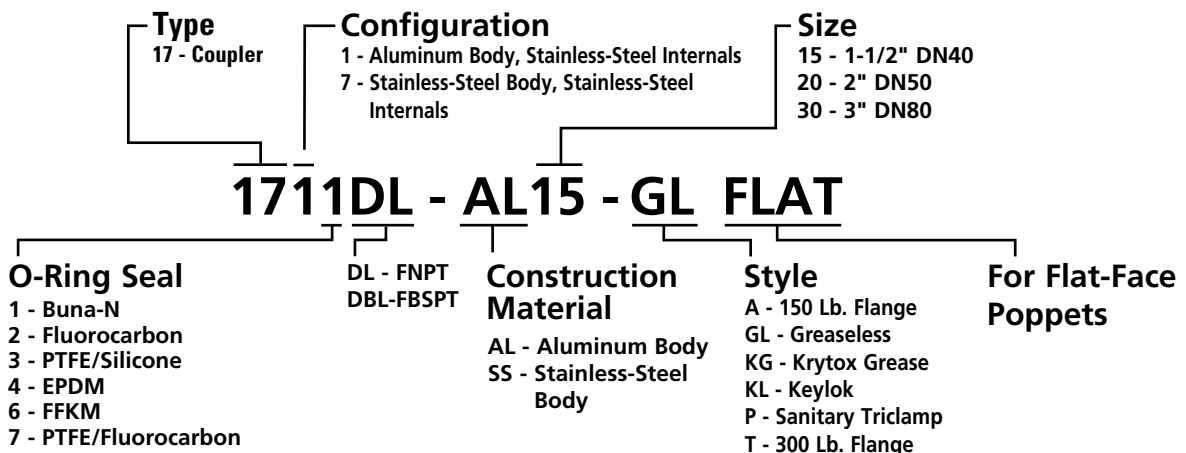 Type
17 - Coupler
Configuration
1 - Aluminum Body, Stainless-Steel Internals
7 - Stainless-Steel Body, Stainless-Steel
Internals
Size
15 - 1-1/2" DN40
20 - 2" DN50
30 - 3" DN80
1711DL - AL15 - GL FLAT
O-Ring Seal
1 - Buna-N
2 - Fluorocarbon
3 - PTFE/Silicone
4 - EPDM
6 - FFKM
7 - PTFE/Fluorocarbon
DL - FNPT
DBL-FBSPT
Construction
Material
AL - Aluminum Body
SS - Stainless-Steel
Body
Style
A - 150 Lb. Flange
GL - Greaseless
KG - Krytox Grease
KL - Keylok
P - Sanitary Triclamp
T - 300 Lb. Flange
For Flat-Face
Poppets